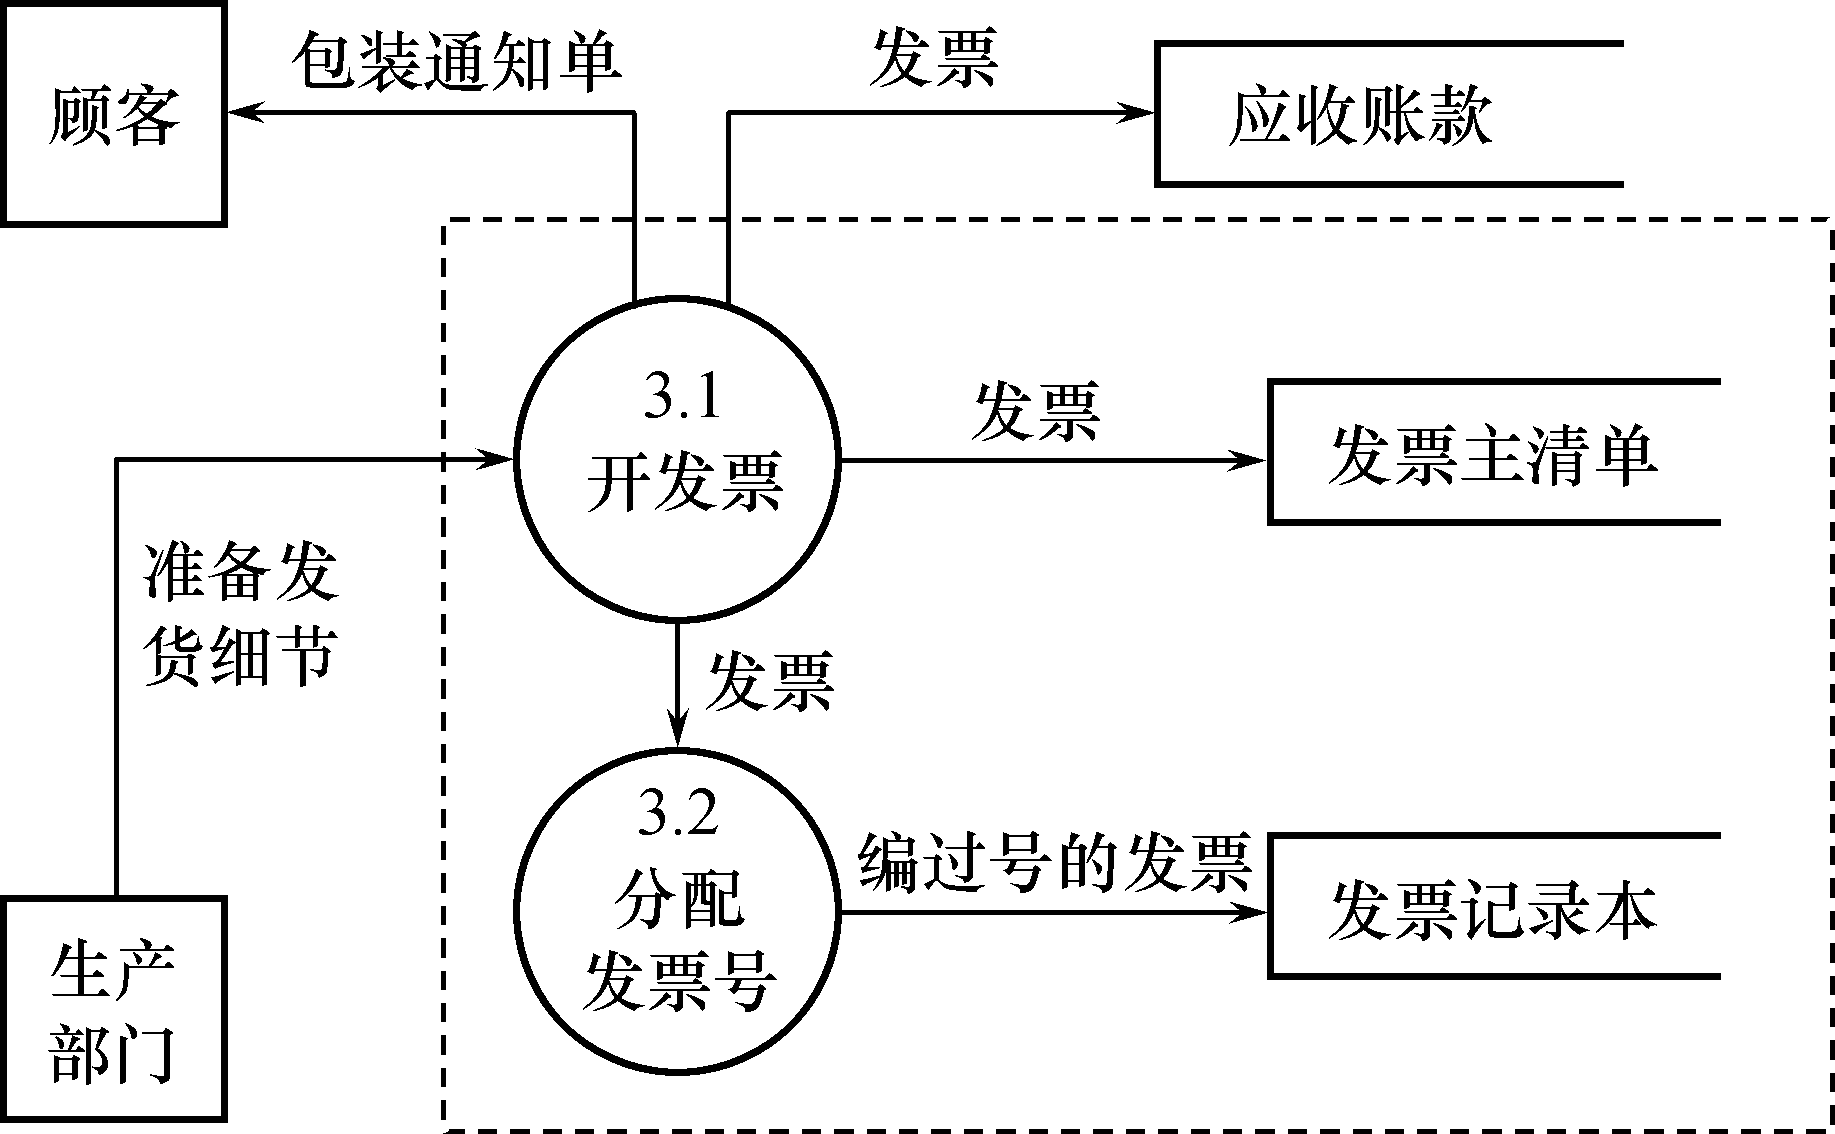 顾客
包装通知单
发票
应收账款
3.1
开发票
发票
发票主清单
准备发
货细节
发票
3.2
分配
发票号
编过号的发票
发票记录本
生产
部门